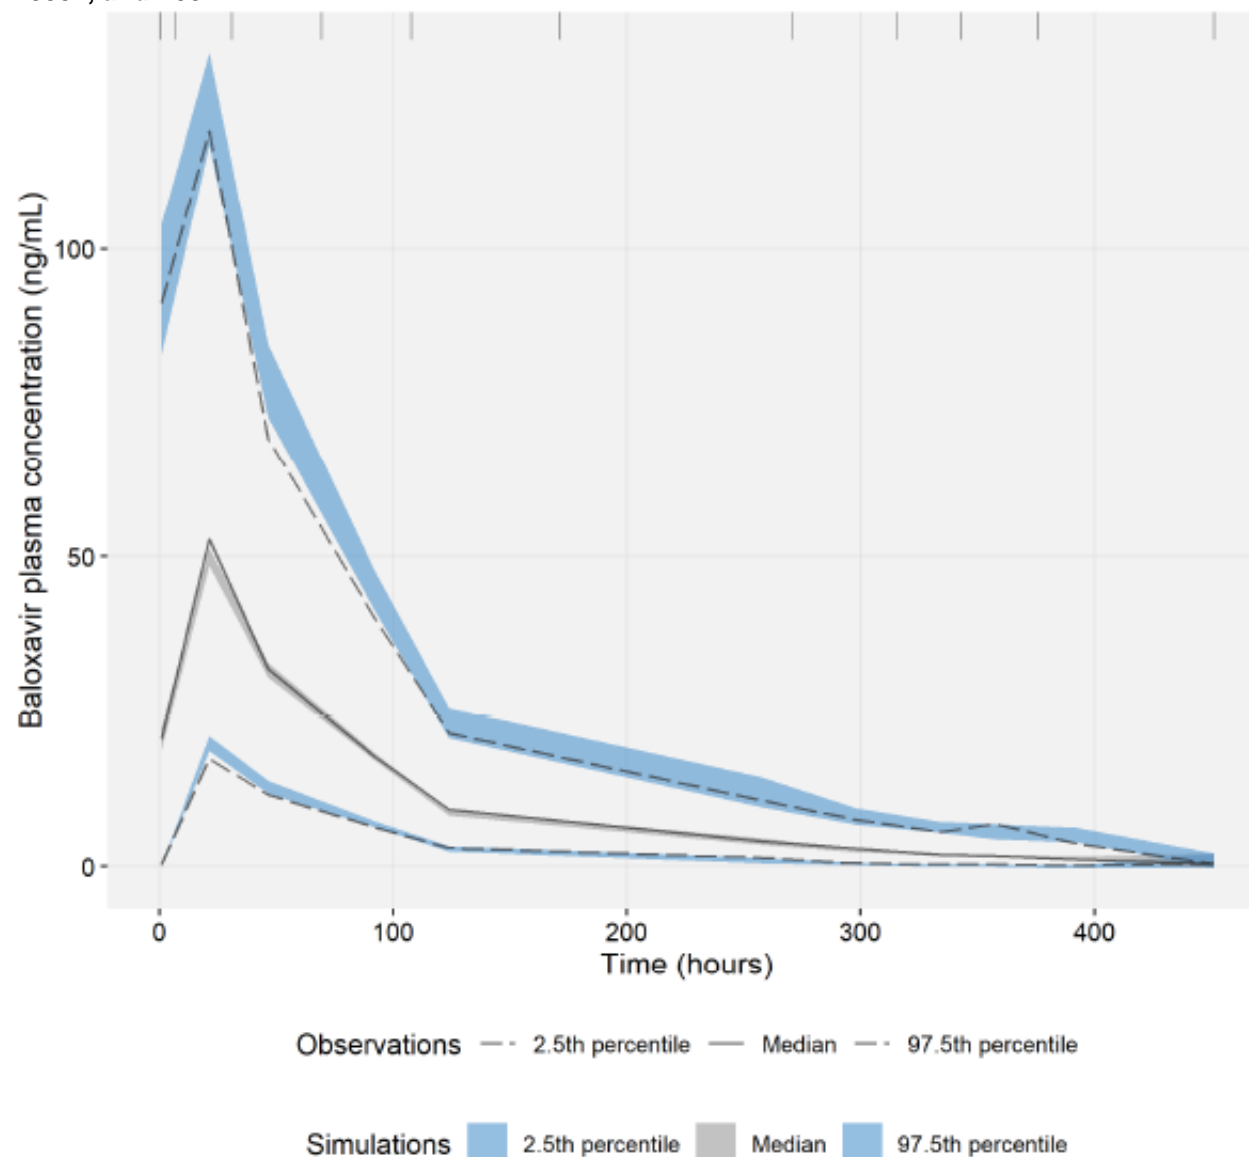 Baloxavir plasma concentration (ng/mL)
100
50
0
0 100 200 300 400
Time (hours)
Observations 2.5th percentile Median 97.5th percentile
Simulations 2.5th percentile Median 97.5th percentile